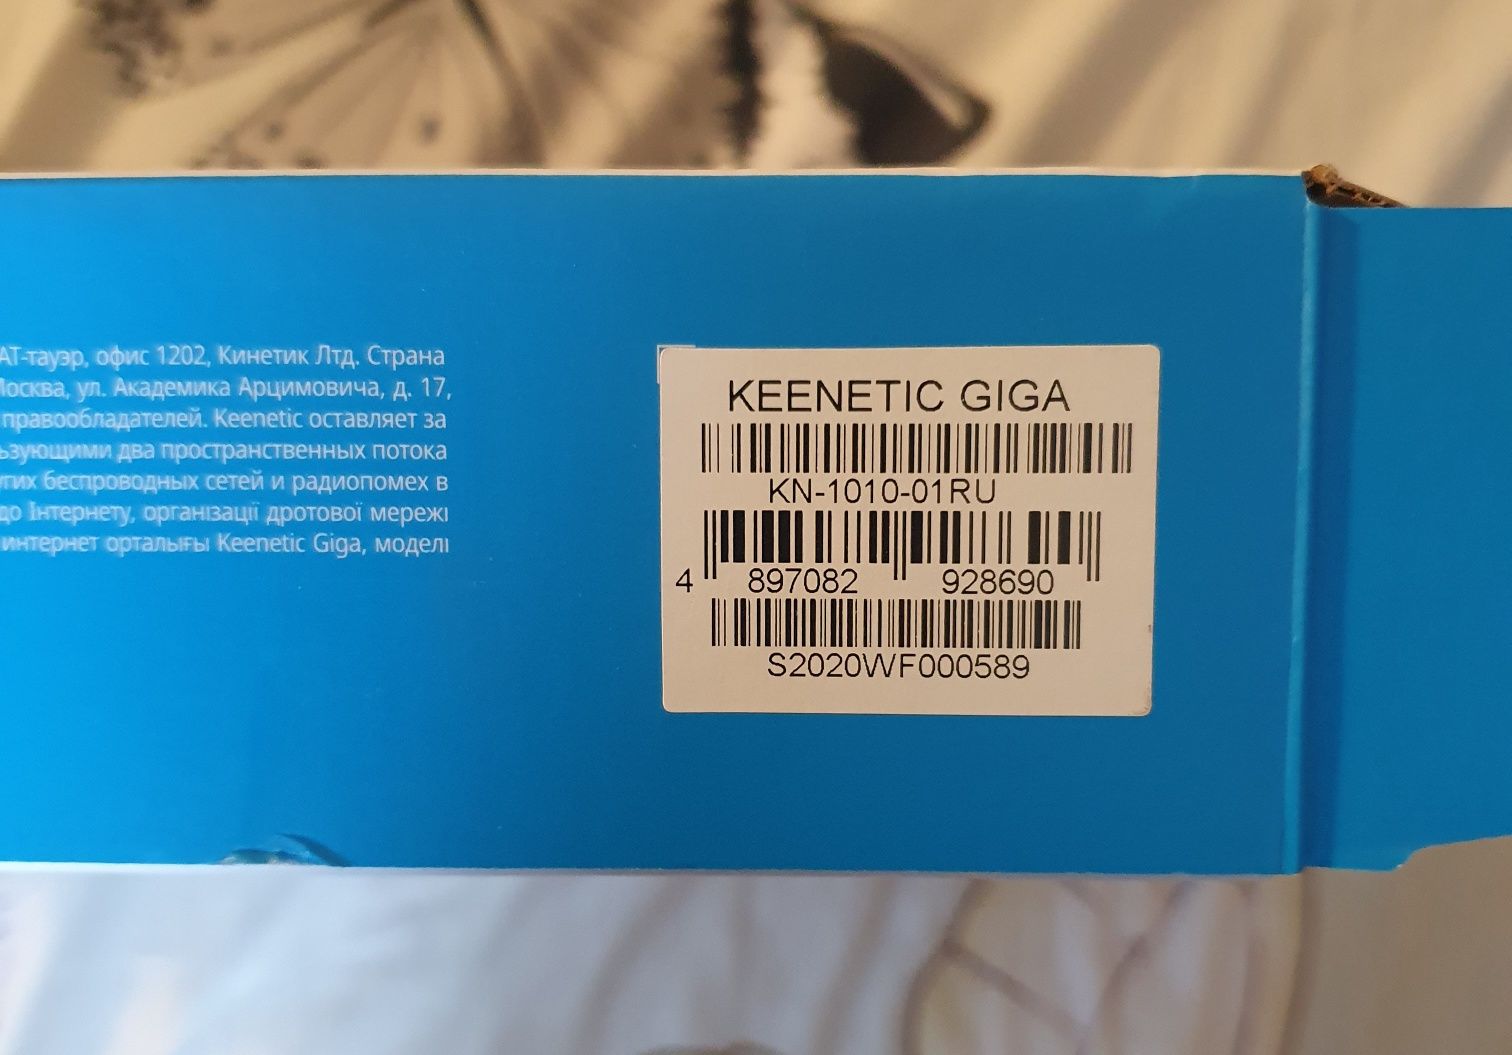 АТ-тауэр, офис 1202, Кинетик Лтд. Страна
Москва, ул. Академика Арцимовича, д. 17,
правообладателей. Keenetic оставляет за
ьзующими два пространственных потока
угих беспроводных сетей и радиопомех в
до Інтернету, організації дротової мережі
интернет орталығы Keenetic Giga, моделі
KEENETIC GIGA
KN-1010-01RU
4 897082 928690
S2020WF000589